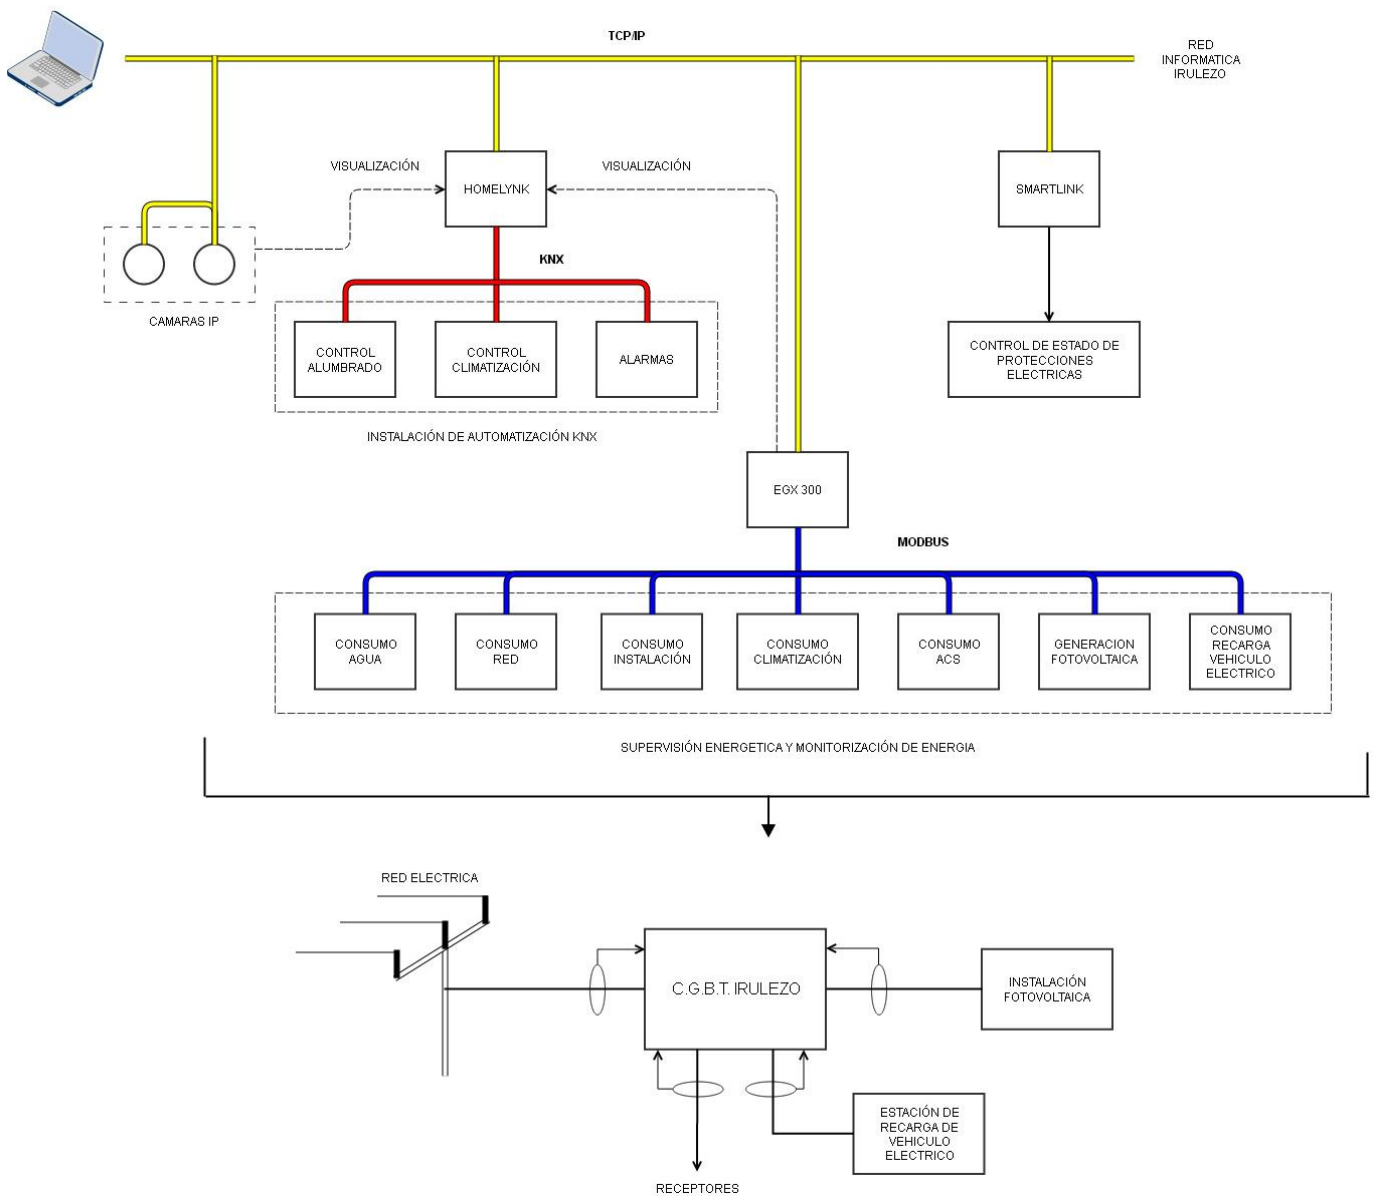 TCP/IP
RED
INFORMATICA
IRULEZO
VISUALIZACIÓN
VISUALIZACIÓN
HOMELYNK
SMARTLINK
KNX
CAMARAS IP
CONTROL
ALUMBRADO
CONTROL
CLIMATIZACIÓN
ALARMAS
CONTROL DE ESTADO DE
PROTECCIONES
ELECTRICAS
INSTALACIÓN DE AUTOMATIZACIÓN KNX
EGX 300
MODBUS
CONSUMO
AGUA
CONSUMO
RED
CONSUMO
INSTALACIÓN
CONSUMO
CLIMATIZACIÓN
CONSUMO
ACS
GENERACION
FOTOVOLTAICA
CONSUMO
RECARGA
VEHICULO
ELECTRICO
SUPERVISIÓN ENERGETICA Y MONITORIZACIÓN DE ENERGIA
RED ELECTRICA
C.G.B.T. IRULEZO
INSTALACIÓN
FOTOVOLTAICA
ESTACIÓN DE
RECARGA DE
VEHICULO
ELECTRICO
RECEPTORES